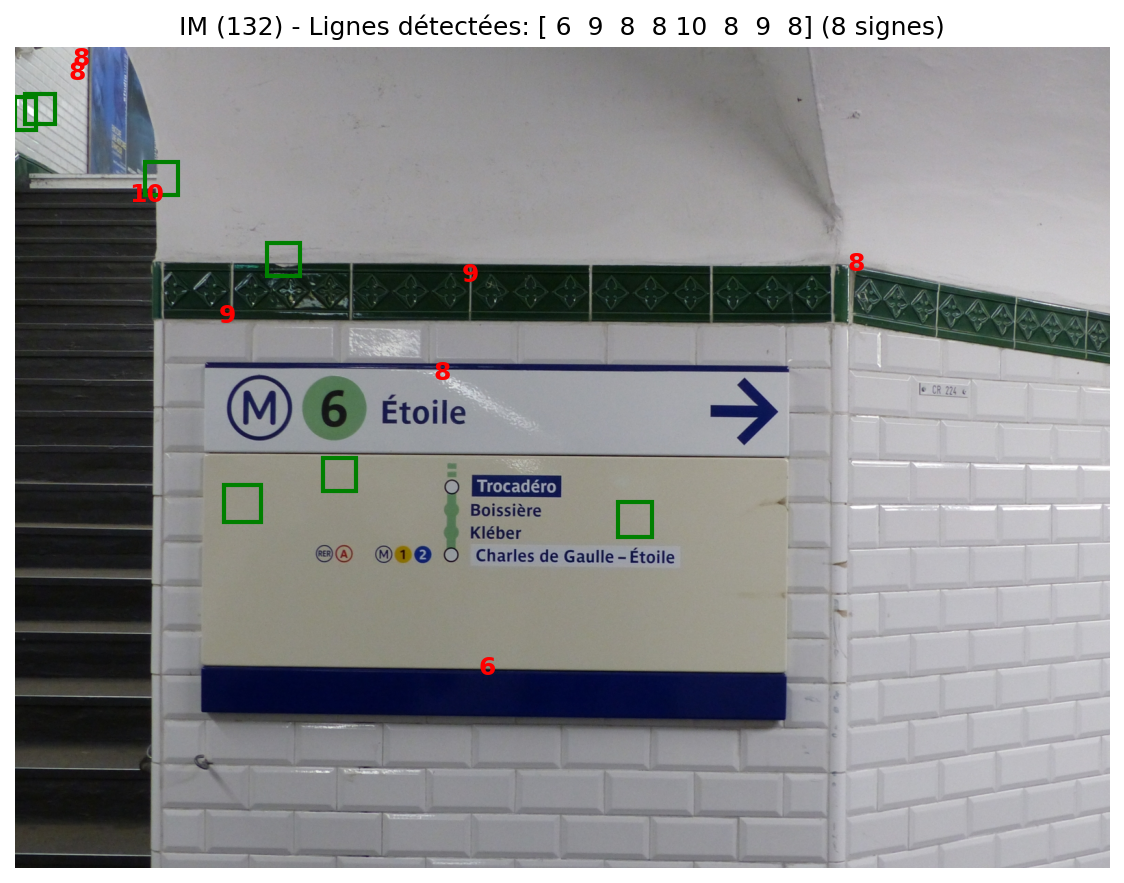 IM (132) - Lignes détectées: [ 6 9 8 8 10 8 9 8] (8 signes)
8
8
10
9
8
9
8
M 6 Étoile
CR 224
Trocadéro
Boissière
Kléber
RER A M 1 2 Charles de Gaulle – Étoile
6